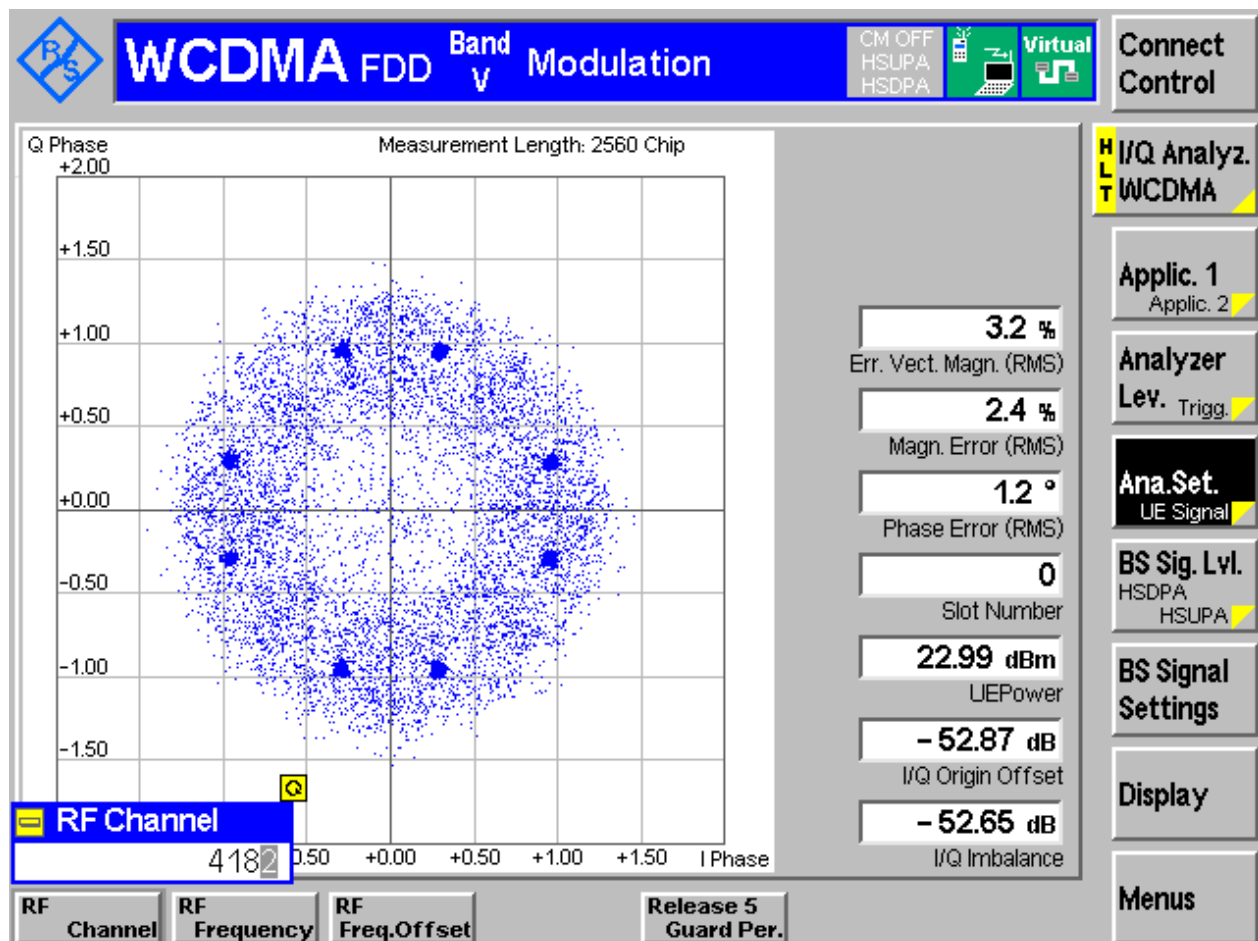 R S
WCDMA FDD Band V Modulation
CM OFF
HSUPA
HSDPA
Virtual
Connect
Control
Q Phase
Measurement Length: 2560 Chip
+2.00
+1.50
+1.00
+0.50
+0.00
-0.50
-1.00
-1.50
0.50 +0.00 +0.50 +1.00 +1.50 I Phase
Q
RF Channel
4182
3.2 %
Err. Vect. Magn. (RMS)
2.4 %
Magn. Error (RMS)
1.2 °
Phase Error (RMS)
0
Slot Number
22.99 dBm
UEPower
- 52.87 dB
I/Q Origin Offset
- 52.65 dB
I/Q Imbalance
HLT
I/Q Analyz.
WCDMA
Applic. 1
Applic. 2
Analyzer
Lev. Trigg.
Ana.Set.
UE Signal
BS Sig. Lvl.
HSDPA
HSUPA
BS Signal
Settings
Display
Menus
RF
Channel
RF
Frequency
RF
Freq.Offset
Release 5
Guard Per.